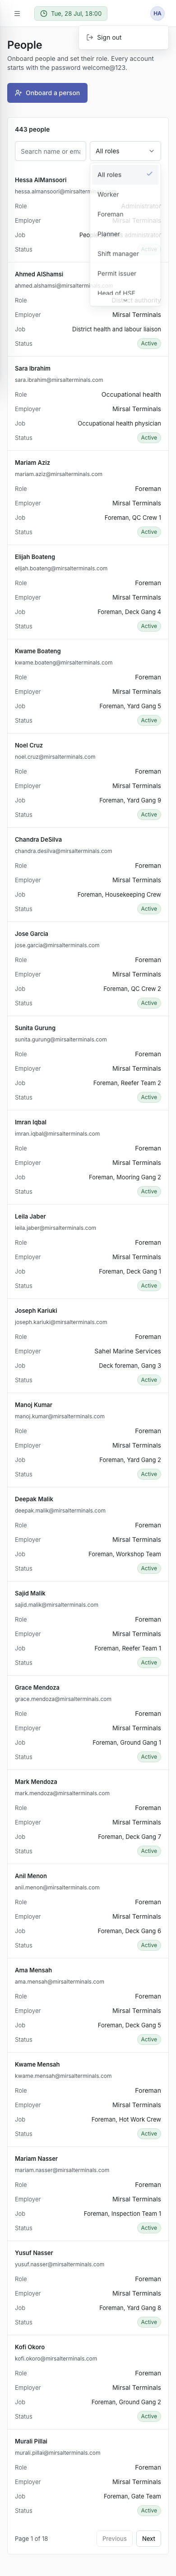 Tue, 28 Jul, 18:00
HA
Sign out
People
Onboard people and set their role. Every account
starts with the password welcome@123.
Onboard a person
443 people
Search name or ema
All roles
All roles
Worker
Foreman
Planner
Shift manager
Permit issuer
Head of HSE
Hessa AlMansoori
hessa.almansoori@mirsalterminals.com
Role
Administrator
Employer
Mirsal Terminals
Job
Status
Active
Ahmed AlShamsi
ahmed.alshamsi@mirsalterminals.com
Role
Employer
Mirsal Terminals
Job
District health and labour liaison
Status
Active
Sara Ibrahim
sara.ibrahim@mirsalterminals.com
Role
Occupational health
Employer
Mirsal Terminals
Job
Occupational health physician
Status
Active
Mariam Aziz
mariam.aziz@mirsalterminals.com
Role
Foreman
Employer
Mirsal Terminals
Job
Foreman, QC Crew 1
Status
Active
Elijah Boateng
elijah.boateng@mirsalterminals.com
Role
Foreman
Employer
Mirsal Terminals
Job
Foreman, Deck Gang 4
Status
Active
Kwame Boateng
kwame.boateng@mirsalterminals.com
Role
Foreman
Employer
Mirsal Terminals
Job
Foreman, Yard Gang 5
Status
Active
Noel Cruz
noel.cruz@mirsalterminals.com
Role
Foreman
Employer
Mirsal Terminals
Job
Foreman, Yard Gang 9
Status
Active
Chandra DeSilva
chandra.desilva@mirsalterminals.com
Role
Foreman
Employer
Mirsal Terminals
Job
Foreman, Housekeeping Crew
Status
Active
Jose Garcia
jose.garcia@mirsalterminals.com
Role
Foreman
Employer
Mirsal Terminals
Job
Foreman, QC Crew 2
Status
Active
Sunita Gurung
sunita.gurung@mirsalterminals.com
Role
Foreman
Employer
Mirsal Terminals
Job
Foreman, Reefer Team 2
Status
Active
Imran Iqbal
imran.iqbal@mirsalterminals.com
Role
Foreman
Employer
Mirsal Terminals
Job
Foreman, Mooring Gang 2
Status
Active
Leila Jaber
leila.jaber@mirsalterminals.com
Role
Foreman
Employer
Mirsal Terminals
Job
Foreman, Deck Gang 1
Status
Active
Joseph Kariuki
joseph.kariuki@mirsalterminals.com
Role
Foreman
Employer
Sahel Marine Services
Job
Deck foreman, Gang 3
Status
Active
Manoj Kumar
manoj.kumar@mirsalterminals.com
Role
Foreman
Employer
Mirsal Terminals
Job
Foreman, Yard Gang 2
Status
Active
Deepak Malik
deepak.malik@mirsalterminals.com
Role
Foreman
Employer
Mirsal Terminals
Job
Foreman, Workshop Team
Status
Active
Sajid Malik
sajid.malik@mirsalterminals.com
Role
Foreman
Employer
Mirsal Terminals
Job
Foreman, Reefer Team 1
Status
Active
Grace Mendoza
grace.mendoza@mirsalterminals.com
Role
Foreman
Employer
Mirsal Terminals
Job
Foreman, Ground Gang 1
Status
Active
Mark Mendoza
mark.mendoza@mirsalterminals.com
Role
Foreman
Employer
Mirsal Terminals
Job
Foreman, Deck Gang 7
Status
Active
Anil Menon
anil.menon@mirsalterminals.com
Role
Foreman
Employer
Mirsal Terminals
Job
Foreman, Deck Gang 6
Status
Active
Ama Mensah
ama.mensah@mirsalterminals.com
Role
Foreman
Employer
Mirsal Terminals
Job
Foreman, Deck Gang 5
Status
Active
Kwame Mensah
kwame.mensah@mirsalterminals.com
Role
Foreman
Employer
Mirsal Terminals
Job
Foreman, Hot Work Crew
Status
Active
Mariam Nasser
mariam.nasser@mirsalterminals.com
Role
Foreman
Employer
Mirsal Terminals
Job
Foreman, Inspection Team 1
Status
Active
Yusuf Nasser
yusuf.nasser@mirsalterminals.com
Role
Foreman
Employer
Mirsal Terminals
Job
Foreman, Yard Gang 8
Status
Active
Kofi Okoro
kofi.okoro@mirsalterminals.com
Role
Foreman
Employer
Mirsal Terminals
Job
Foreman, Ground Gang 2
Status
Active
Murali Pillai
murali.pillai@mirsalterminals.com
Role
Foreman
Employer
Mirsal Terminals
Job
Foreman, Gate Team
Status
Active
Page 1 of 18
Previous
Next